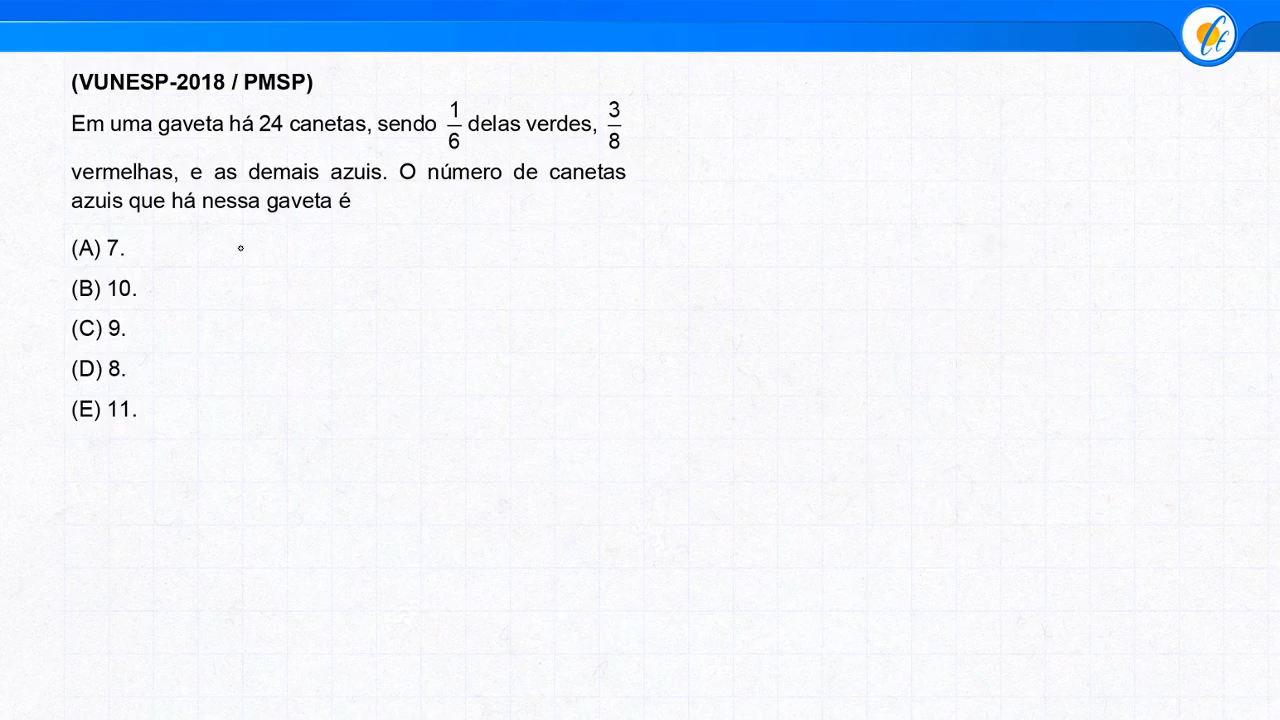 (VUNESP-2018 / PMSP)
Em uma gaveta há 24 canetas, sendo 1/6 delas verdes, 3/8
vermelhas, e as demais azuis. O número de canetas
azuis que há nessa gaveta é
(A) 7.
(B) 10.
(C) 9.
(D) 8.
(E) 11.